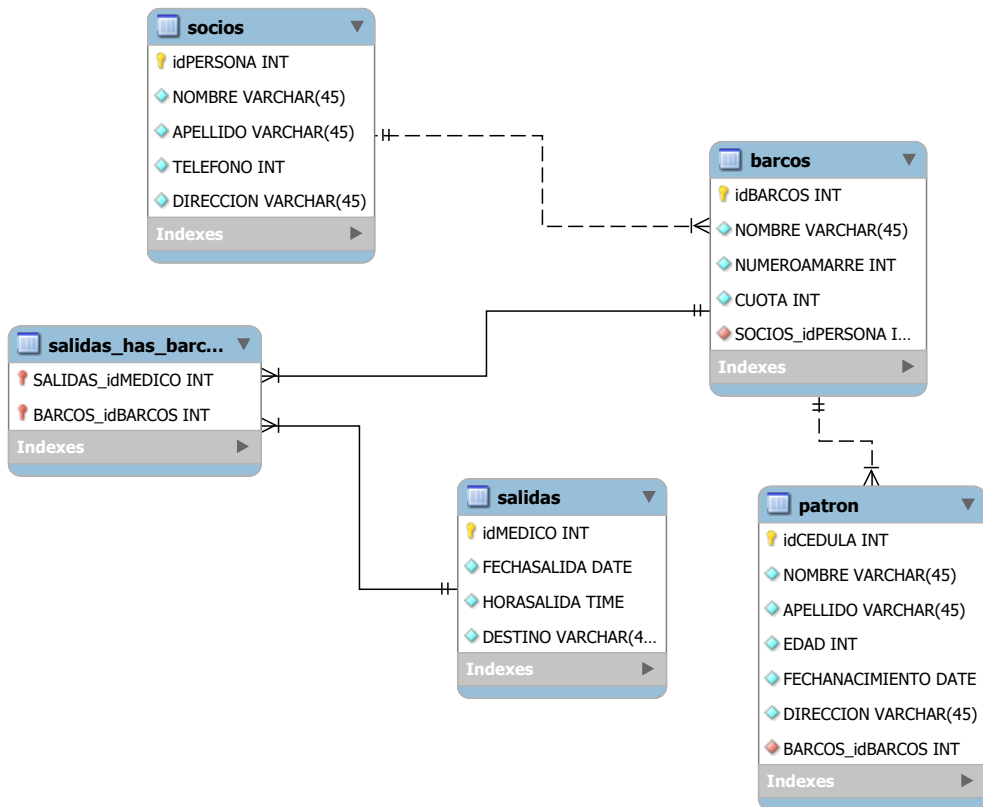 socios
idPERSONA INT
NOMBRE VARCHAR(45)
APELLIDO VARCHAR(45)
TELEFONO INT
DIRECCION VARCHAR(45)
Indexes
barcos
idBARCOS INT
NOMBRE VARCHAR(45)
NUMEROAMARRE INT
CUOTA INT
SOCIOS_idPERSONA I...
Indexes
salidas_has_barc...
SALIDAS_idMEDICO INT
BARCOS_idBARCOS INT
Indexes
salidas
idMEDICO INT
FECHASALIDA DATE
HORASALIDA TIME
DESTINO VARCHAR(4...
Indexes
patron
idCEDULA INT
NOMBRE VARCHAR(45)
APELLIDO VARCHAR(45)
EDAD INT
FECHANACIMIENTO DATE
DIRECCION VARCHAR(45)
BARCOS_idBARCOS INT
Indexes